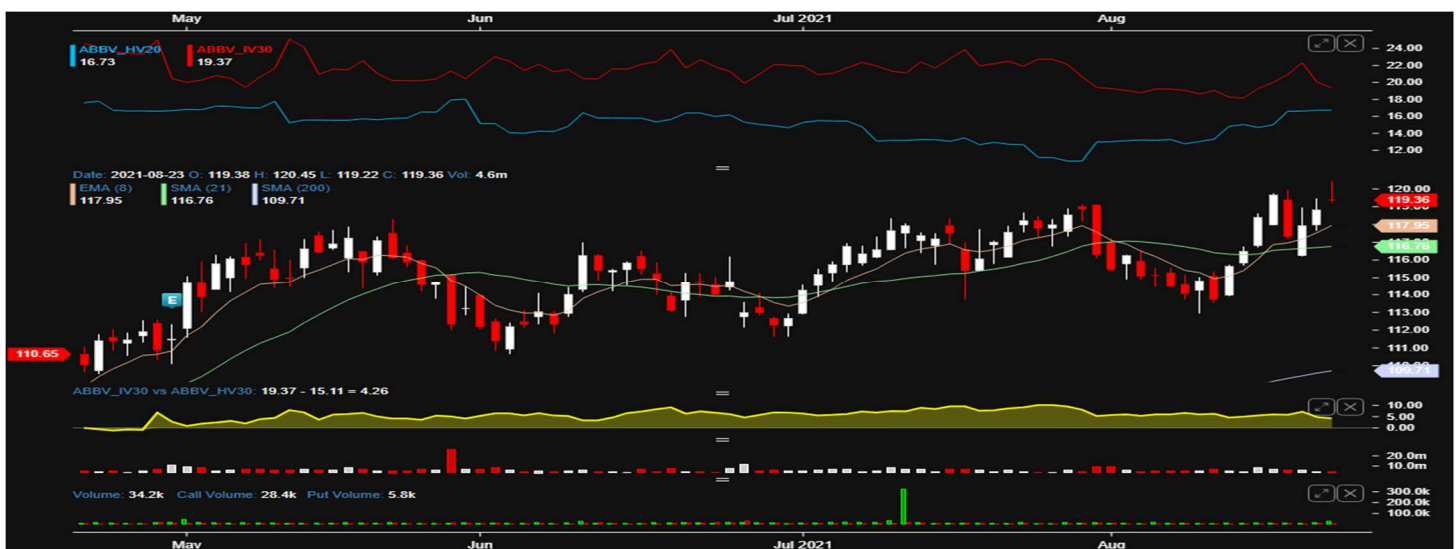 May Jun Jul 2021 Aug
ABBV_HV20 ABBV_IV30
16.73 19.37
24.00
22.00
20.00
18.00
16.00
14.00
12.00
Date: 2021-08-23 O: 119.38 H: 120.45 L: 119.22 C: 119.36 Vol: 4.6m
EMA (8) SMA (21) SMA (200)
117.95 116.76 109.71
120.00
119.36
117.95
116.76
116.00
115.00
114.00
113.00
112.00
111.00
110.65
109.71
E
ABBV_IV30 vs ABBV_HV30: 19.37 - 15.11 = 4.26
10.00
5.00
0.00
20.0m
10.0m
Volume: 34.2k Call Volume: 28.4k Put Volume: 5.8k
300.0k
200.0k
100.0k
May Jun Jul 2021 Aug